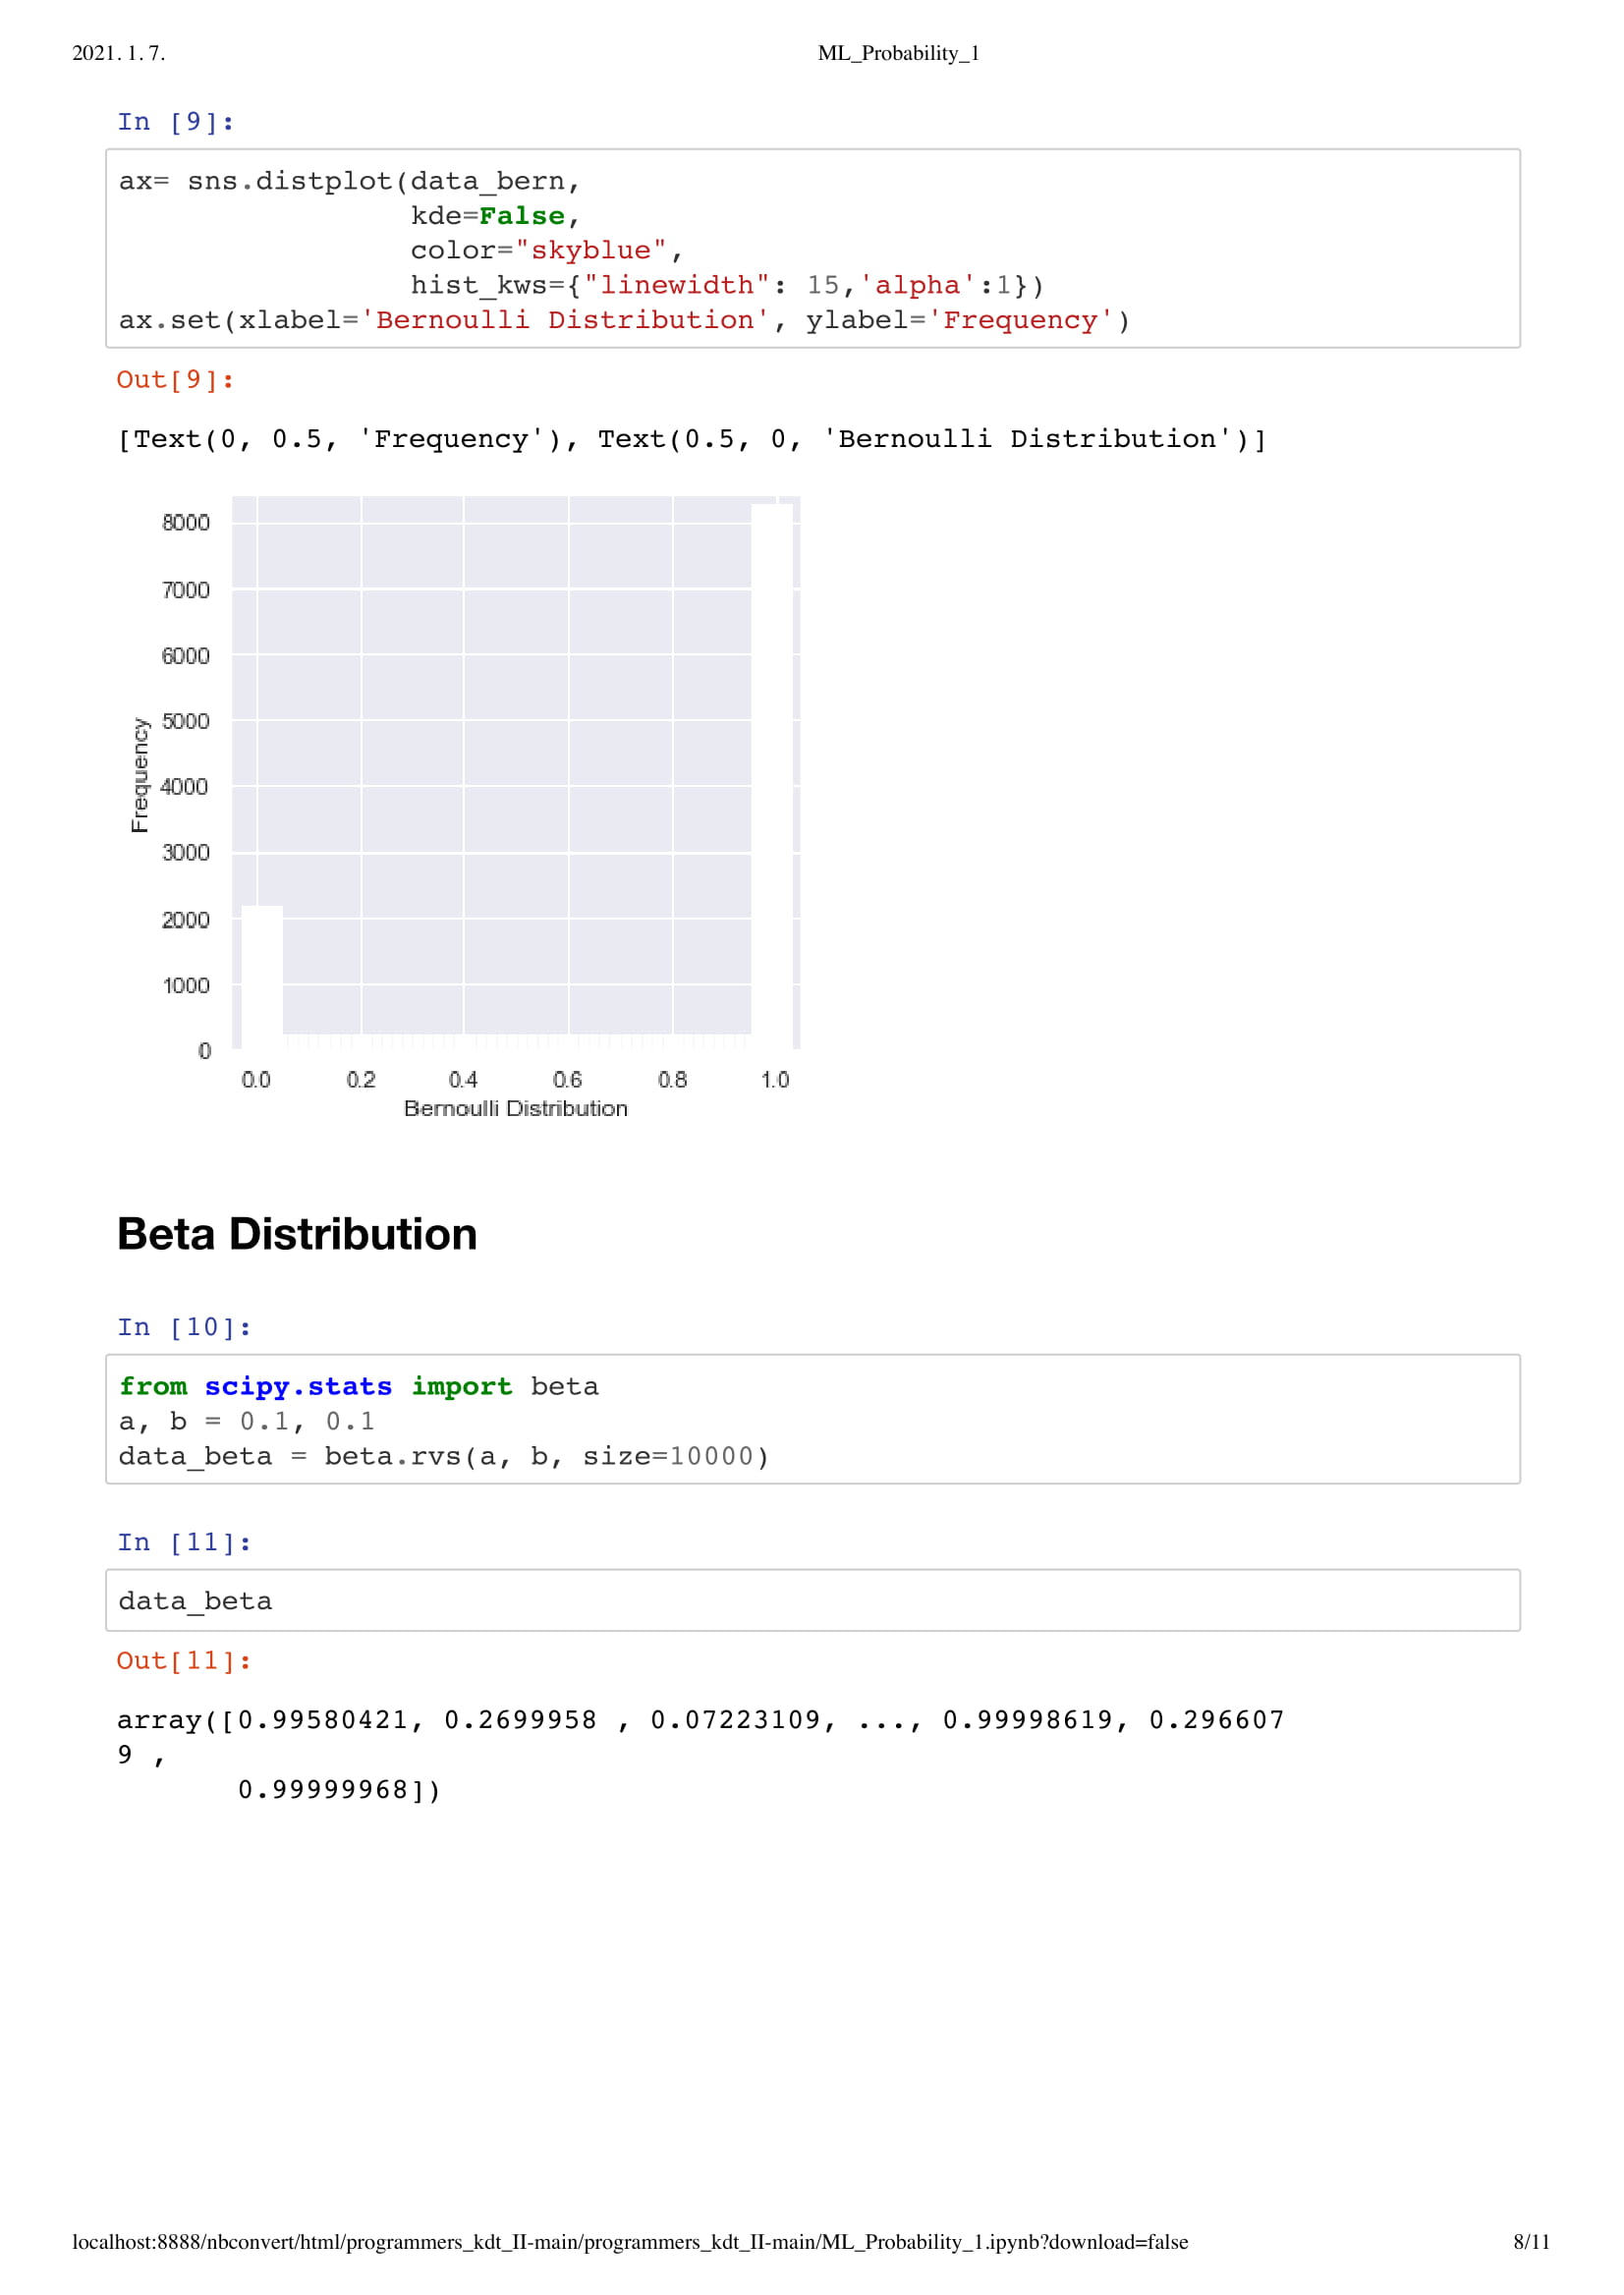 2021. 1. 7.
ML_Probability_1
In [9]:
ax= sns.distplot(data_bern,
                 kde=False,
                 color="skyblue",
                 hist_kws={"linewidth": 15,'alpha':1})
ax.set(xlabel='Bernoulli Distribution', ylabel='Frequency')
Out[9]:
[Text(0, 0.5, 'Frequency'), Text(0.5, 0, 'Bernoulli Distribution')]
8000
7000
6000
5000
4000
3000
2000
1000
0
Frequency
0.0 0.2 0.4 0.6 0.8 1.0
Bernoulli Distribution
Beta Distribution
In [10]:
from scipy.stats import beta
a, b = 0.1, 0.1
data_beta = beta.rvs(a, b, size=10000)
In [11]:
data_beta
Out[11]:
array([0.99580421, 0.2699958 , 0.07223109, ..., 0.99998619, 0.296607
9 ,
       0.99999968])
localhost:8888/nbconvert/html/programmers_kdt_II-main/programmers_kdt_II-main/ML_Probability_1.ipynb?download=false
8/11